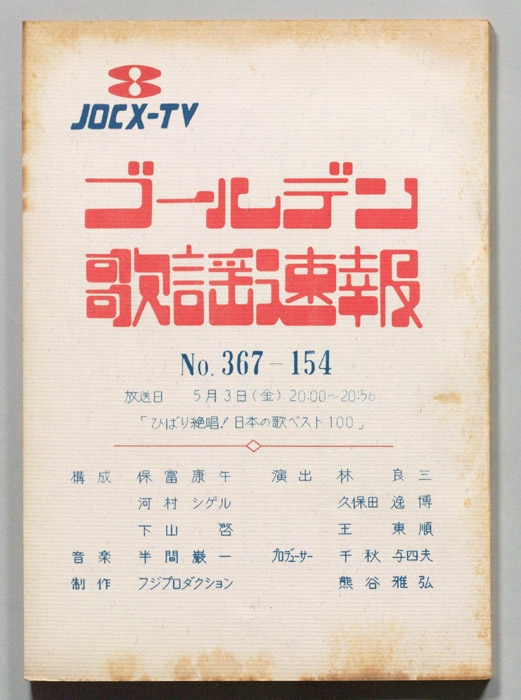 JOCX-TV
ゴールデン
歌謡速報
No. 367-154
放送日 5月3日(金) 20:00〜20:56
「ひばり絶唱!日本の歌ベスト100」
構成 保富康午 演出 林良三
河村シゲル 久保田逸博
下山啓 王東順
音楽 半間巌一 プロデューサー 千秋与四夫
制作 フジプロダクション 熊谷雅弘